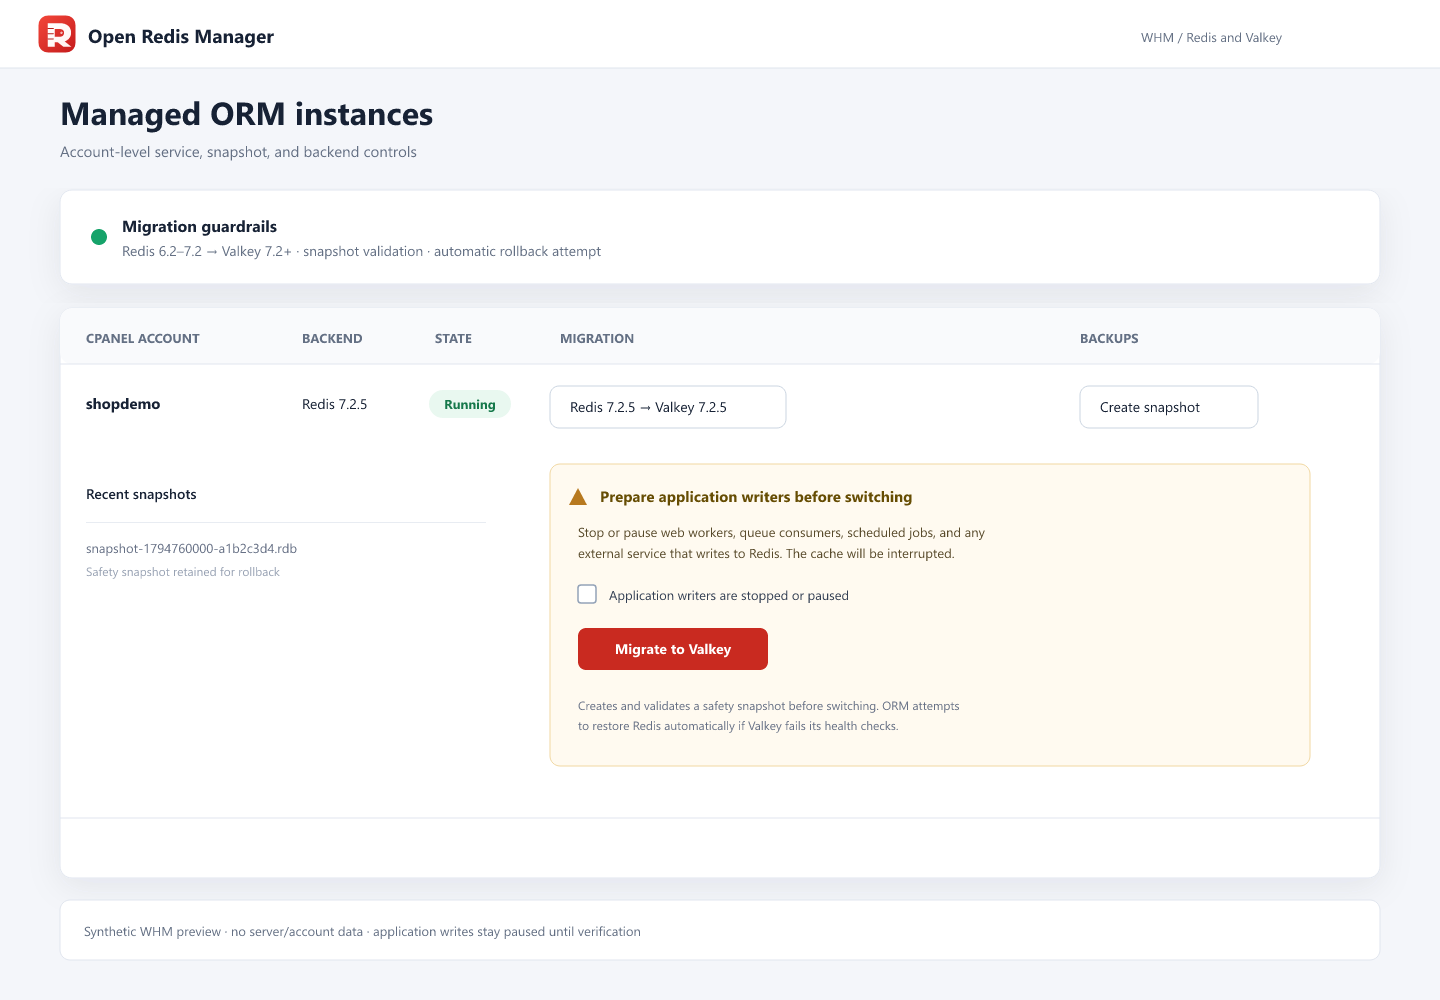 Open Redis Manager
WHM / Redis and Valkey
Managed ORM instances
Account-level service, snapshot, and backend controls
Migration guardrails
Redis 6.2–7.2 → Valkey 7.2+ · snapshot validation · automatic rollback attempt
CPANEL ACCOUNT BACKEND STATE MIGRATION BACKUPS
shopdemo Redis 7.2.5 Running Redis 7.2.5 → Valkey 7.2.5 Create snapshot
Recent snapshots
snapshot-1794760000-a1b2c3d4.rdb
Safety snapshot retained for rollback
Prepare application writers before switching
Stop or pause web workers, queue consumers, scheduled jobs, and any
external service that writes to Redis. The cache will be interrupted.
Application writers are stopped or paused
Migrate to Valkey
Creates and validates a safety snapshot before switching. ORM attempts
to restore Redis automatically if Valkey fails its health checks.
Synthetic WHM preview · no server/account data · application writes stay paused until verification